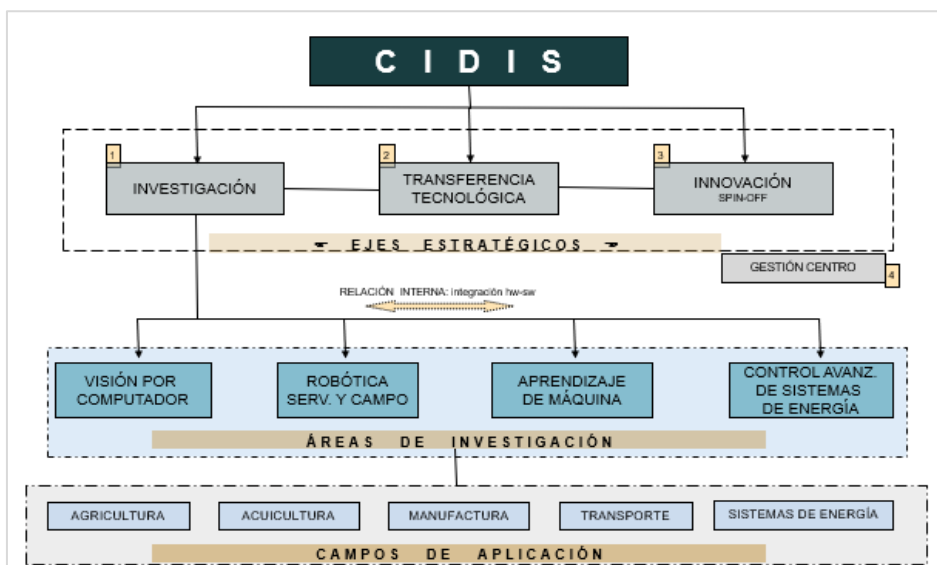 C I D I S
1
INVESTIGACIÓN
2
TRANSFERENCIA
TECNOLÓGICA
3
INNOVACIÓN
SPIN-OFF
EJES ESTRATÉGICOS
GESTIÓN CENTRO
4
RELACIÓN INTERNA: integración hw-sw
VISIÓN POR
COMPUTADOR
ROBÓTICA
SERV. Y CAMPO
APRENDIZAJE
DE MÁQUINA
CONTROL AVANZ.
DE SISTEMAS
DE ENERGÍA
ÁREAS DE INVESTIGACIÓN
AGRICULTURA
ACUICULTURA
MANUFACTURA
TRANSPORTE
SISTEMAS DE ENERGÍA
CAMPOS DE APLICACIÓN